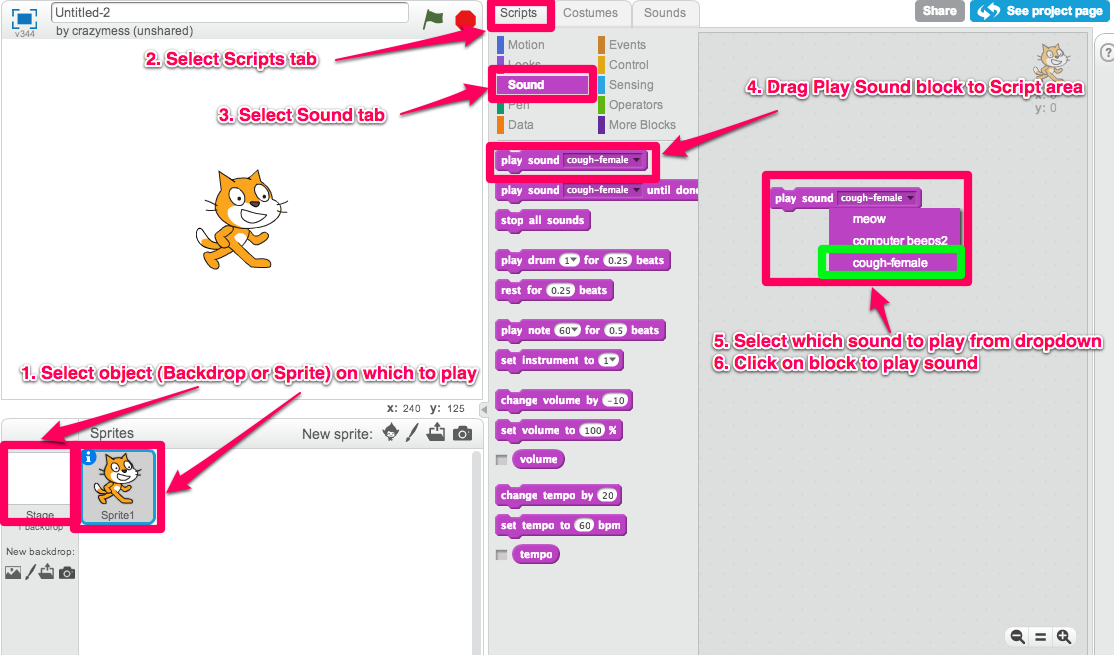 Untitled-2
by crazymess (unshared)
v344
Scripts
Costumes
Sounds
Share
See project page
2. Select Scripts tab
Motion
Looks
Sound
Pen
Data
Events
Control
Sensing
Operators
More Blocks
3. Select Sound tab
4. Drag Play Sound block to Script area
y: 0
play sound cough-female
play sound cough-female until done
stop all sounds
play drum 1 for 0.25 beats
rest for 0.25 beats
play note 60 for 0.5 beats
set instrument to 1
change volume by -10
set volume to 100 %
volume
change tempo by 20
set tempo to 60 bpm
tempo
play sound cough-female
meow
computer beeps2
cough-female
5. Select which sound to play from dropdown
6. Click on block to play sound
1. Select object (Backdrop or Sprite) on which to play
x: 240 y: 125
Sprites
New sprite:
Stage
1 backdrop
Sprite1
New backdrop: